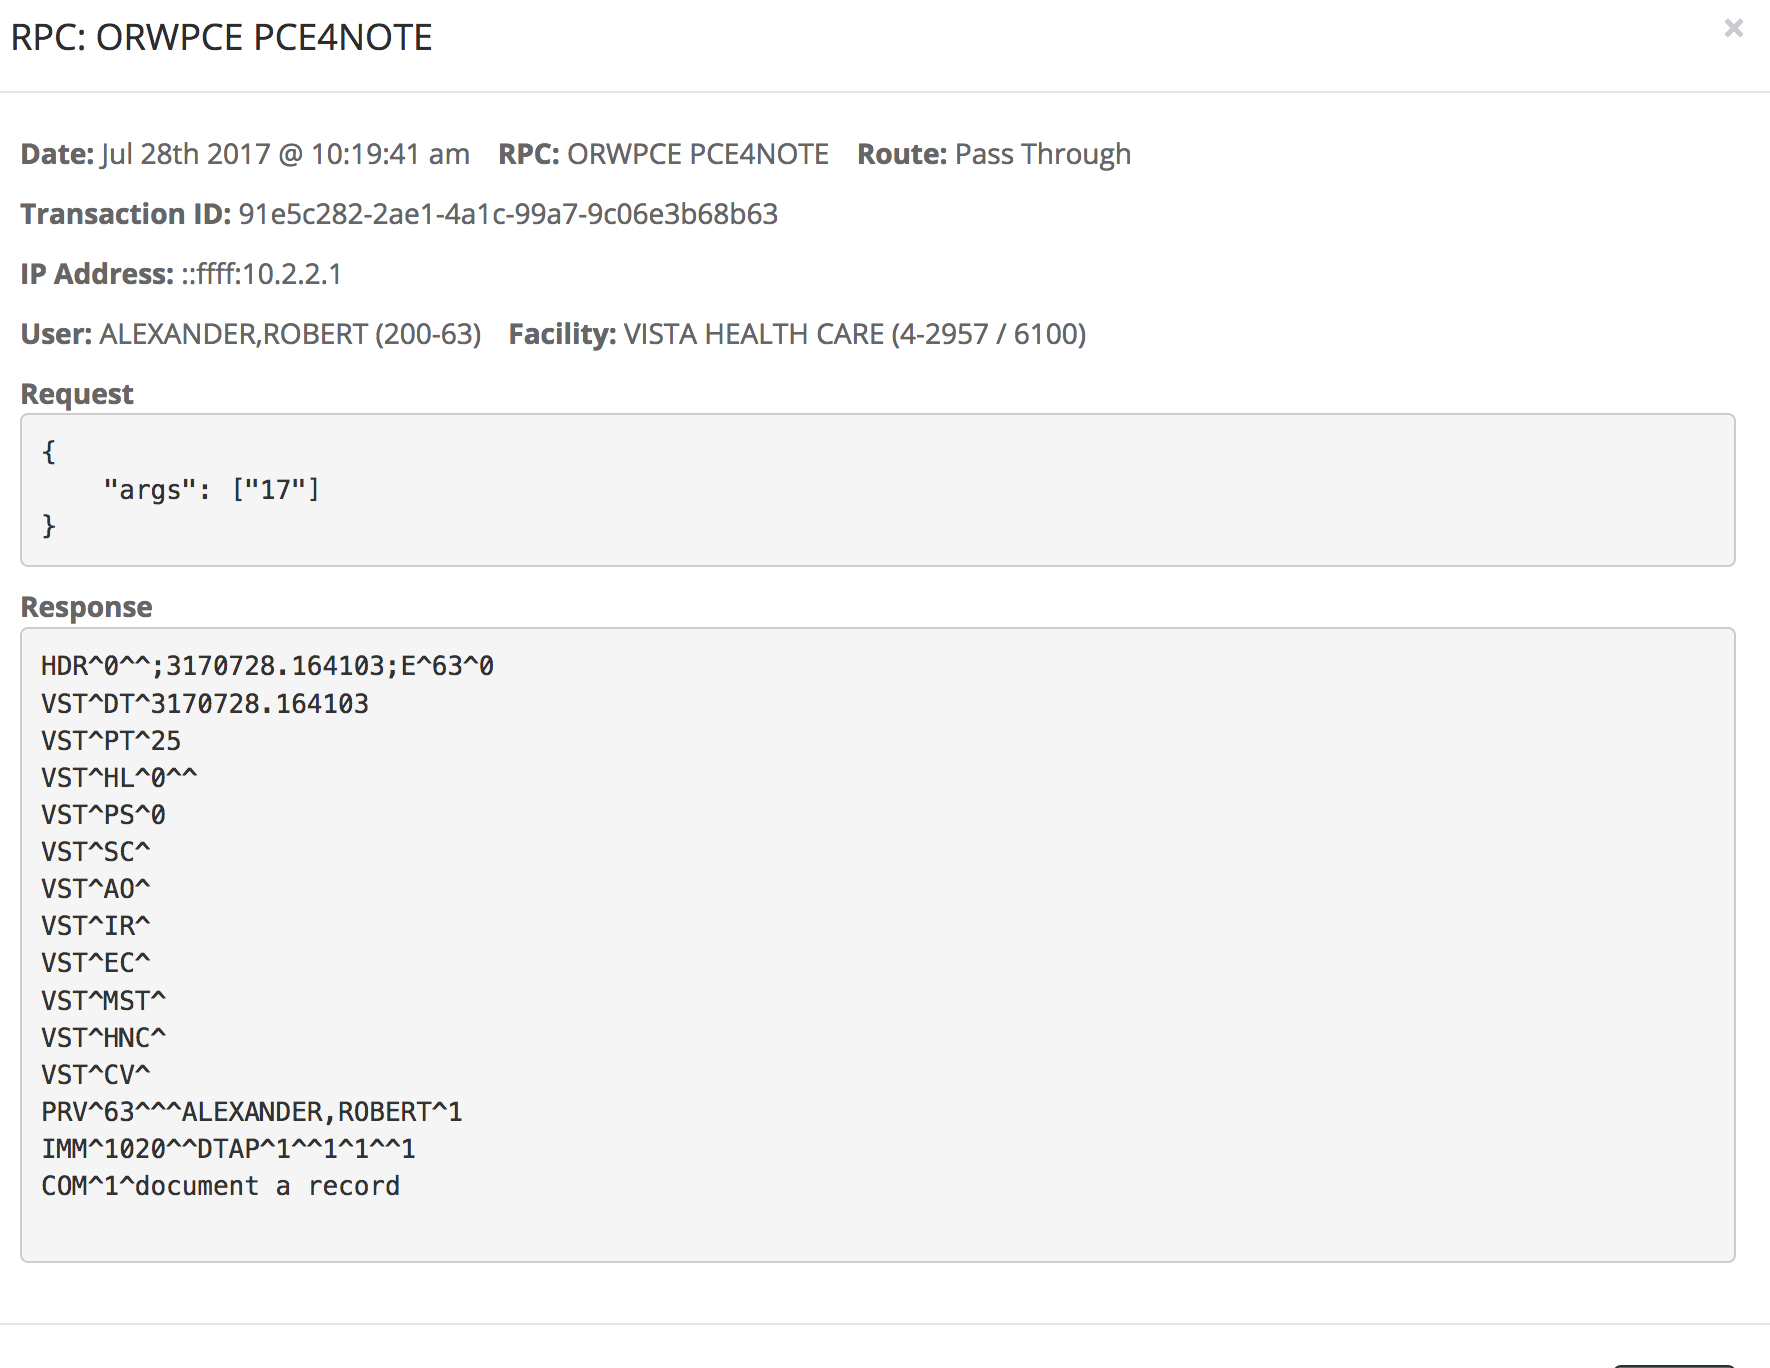 RPC: ORWPCE PCE4NOTE ×
Date: Jul 28th 2017 @ 10:19:41 am RPC: ORWPCE PCE4NOTE Route: Pass Through
Transaction ID: 91e5c282-2ae1-4a1c-99a7-9c06e3b68b63
IP Address: ::ffff:10.2.2.1
User: ALEXANDER,ROBERT (200-63) Facility: VISTA HEALTH CARE (4-2957 / 6100)
Request
{
    "args": ["17"]
}
Response
HDR^0^^;3170728.164103;E^63^0
VST^DT^3170728.164103
VST^PT^25
VST^HL^0^^
VST^PS^0
VST^SC^
VST^AO^
VST^IR^
VST^EC^
VST^MST^
VST^HNC^
VST^CV^
PRV^63^^^ALEXANDER,ROBERT^1
IMM^1020^^DTAP^1^^1^1^^1
COM^1^document a record